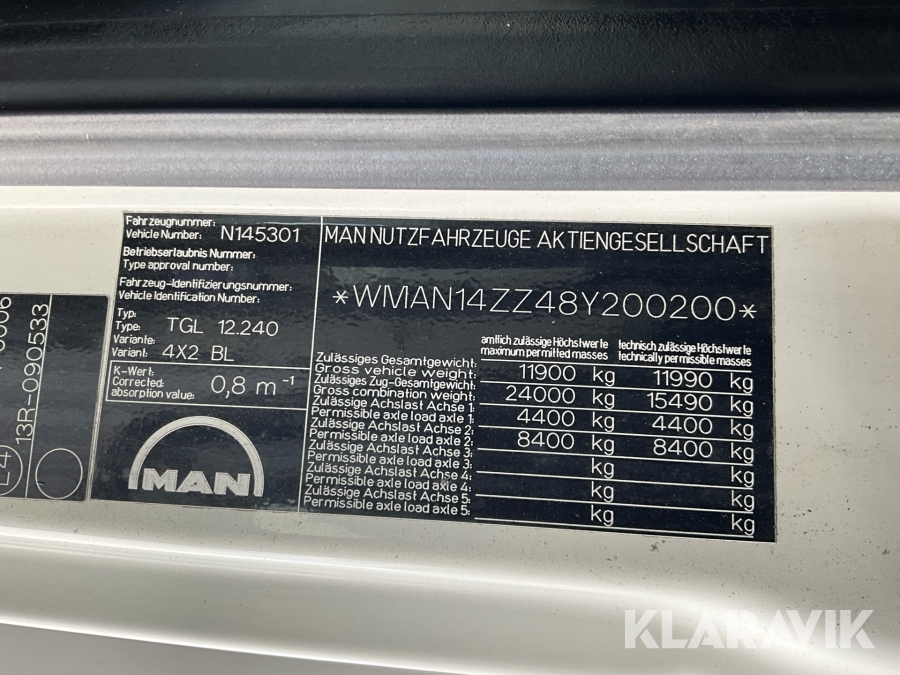 Fahrzeugnummer:
Vehicle Number: N145301
Betriebserlaubnis Nummer:
Type approval number:
Fahrzeug-Identifizierungsnummer:
Vehicle Identification Number:
Typ:
Type: TGL 12.240
Variante:
Variant: 4X2 BL
K-Wert:
Corrected absorption value: 0,8 m⁻¹
MAN
MAN NUTZFAHRZEUGE AKTIENGESELLSCHAFT
*WMAN14ZZ48Y200200*
amtlich zulässige Höchstwerte technisch zulässige Höchstwerte
maximum permitted masses technically permissible masses
Zulässiges Gesamtgewicht:
Gross vehicle weight: 11900 kg 11990 kg
Zulässiges Zug-Gesamtgewicht:
Gross combination weight: 24000 kg 15490 kg
Zulässige Achslast Achse 1:
Permissible axle load axle 1: 4400 kg 4400 kg
Zulässige Achslast Achse 2:
Permissible axle load axle 2: 8400 kg 8400 kg
Zulässige Achslast Achse 3:
Permissible axle load axle 3: kg kg
Zulässige Achslast Achse 4:
Permissible axle load axle 4: kg kg
Zulässige Achslast Achse 5:
Permissible axle load axle 5: kg kg
13R-090533
KLARAVIK